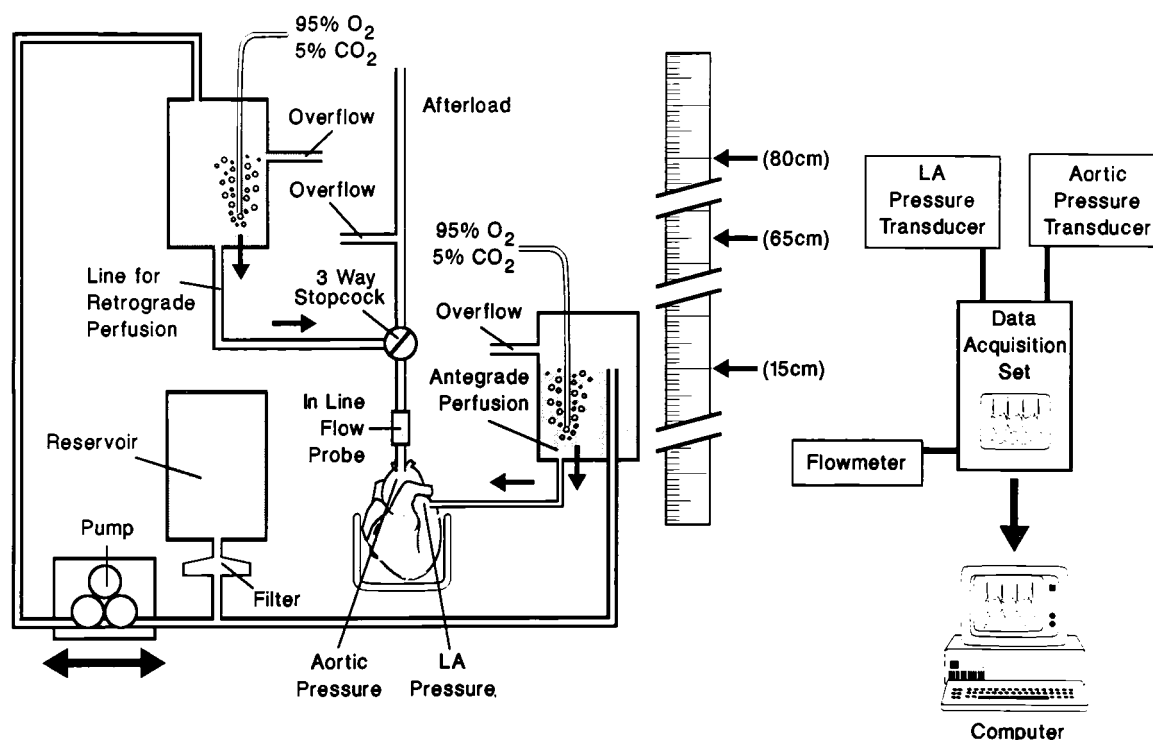 95% O2
5% CO2
Overflow
Afterload
Overflow
Line for
Retrograde
Perfusion
3 Way
Stopcock
95% O2
5% CO2
Overflow
Antegrade
Perfusion
In Line
Flow
Probe
Reservoir
Pump
Filter
Aortic
Pressure
LA
Pressure
(80cm)
(65cm)
(15cm)
LA
Pressure
Transducer
Aortic
Pressure
Transducer
Data
Acquisition
Set
Flowmeter
Computer